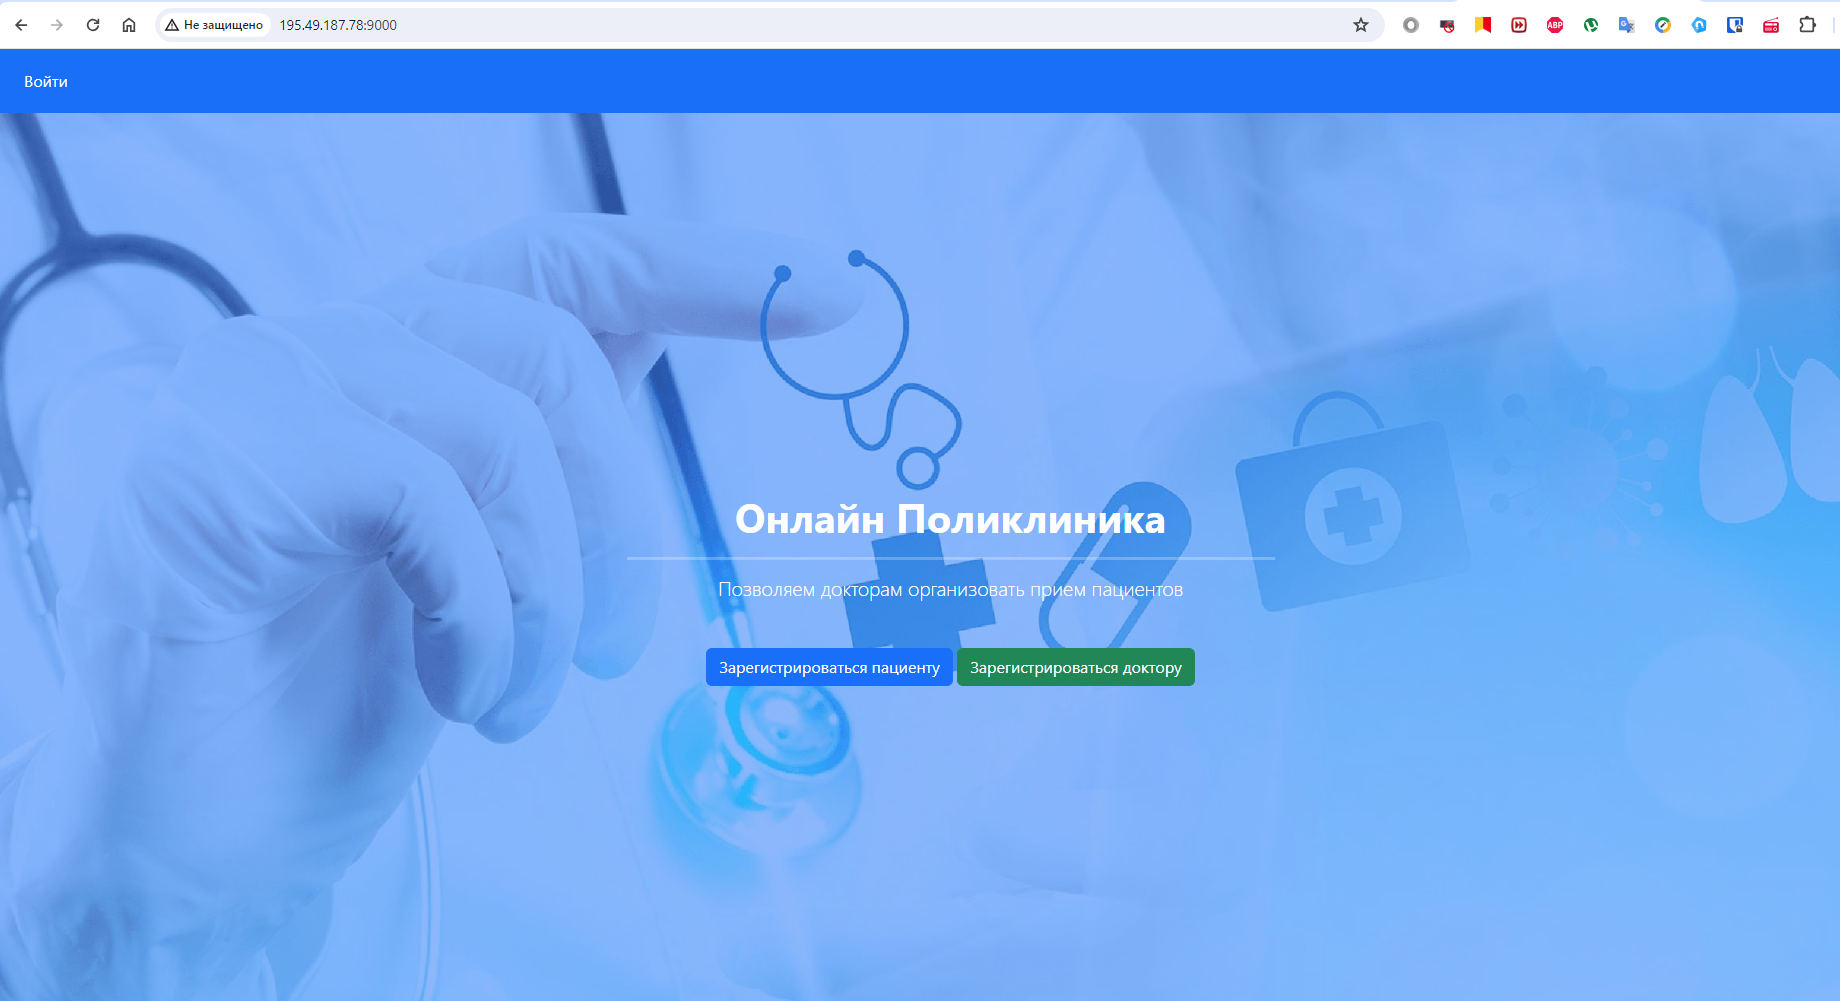 Не защищено 195.49.187.78:9000
ABP
Войти
Онлайн Поликлиника
Позволяем докторам организовать прием пациентов
Зарегистрироваться пациенту Зарегистрироваться доктору